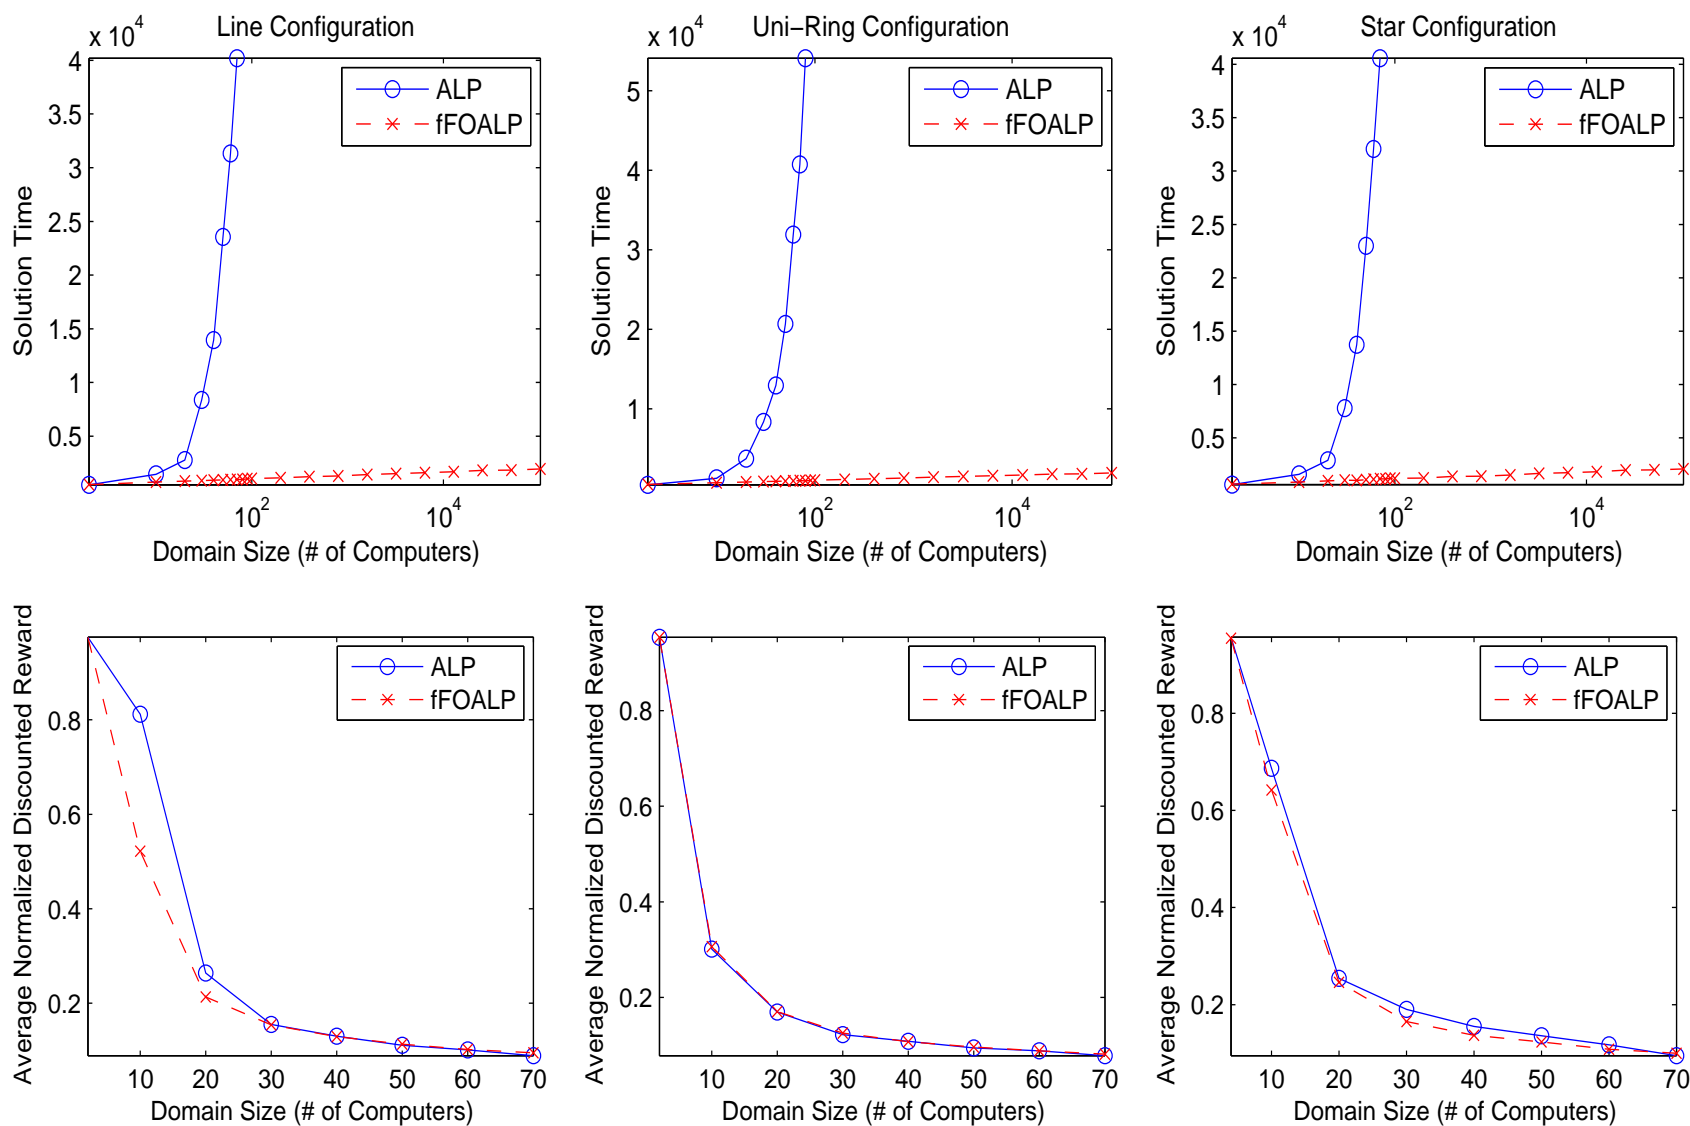 Line Configuration
x 10^4
4
3.5
3
2.5
2
1.5
1
0.5
Solution Time
ALP
fFOALP
10^2
10^4
Domain Size (# of Computers)
Uni-Ring Configuration
x 10^4
5
4
3
2
1
Solution Time
ALP
fFOALP
10^2
10^4
Domain Size (# of Computers)
Star Configuration
x 10^4
4
3.5
3
2.5
2
1.5
1
0.5
Solution Time
ALP
fFOALP
10^2
10^4
Domain Size (# of Computers)
0.8
0.6
0.4
0.2
Average Normalized Discounted Reward
ALP
fFOALP
10 20 30 40 50 60 70
Domain Size (# of Computers)
0.8
0.6
0.4
0.2
Average Normalized Discounted Reward
ALP
fFOALP
10 20 30 40 50 60 70
Domain Size (# of Computers)
0.8
0.6
0.4
0.2
Average Normalized Discounted Reward
ALP
fFOALP
10 20 30 40 50 60 70
Domain Size (# of Computers)